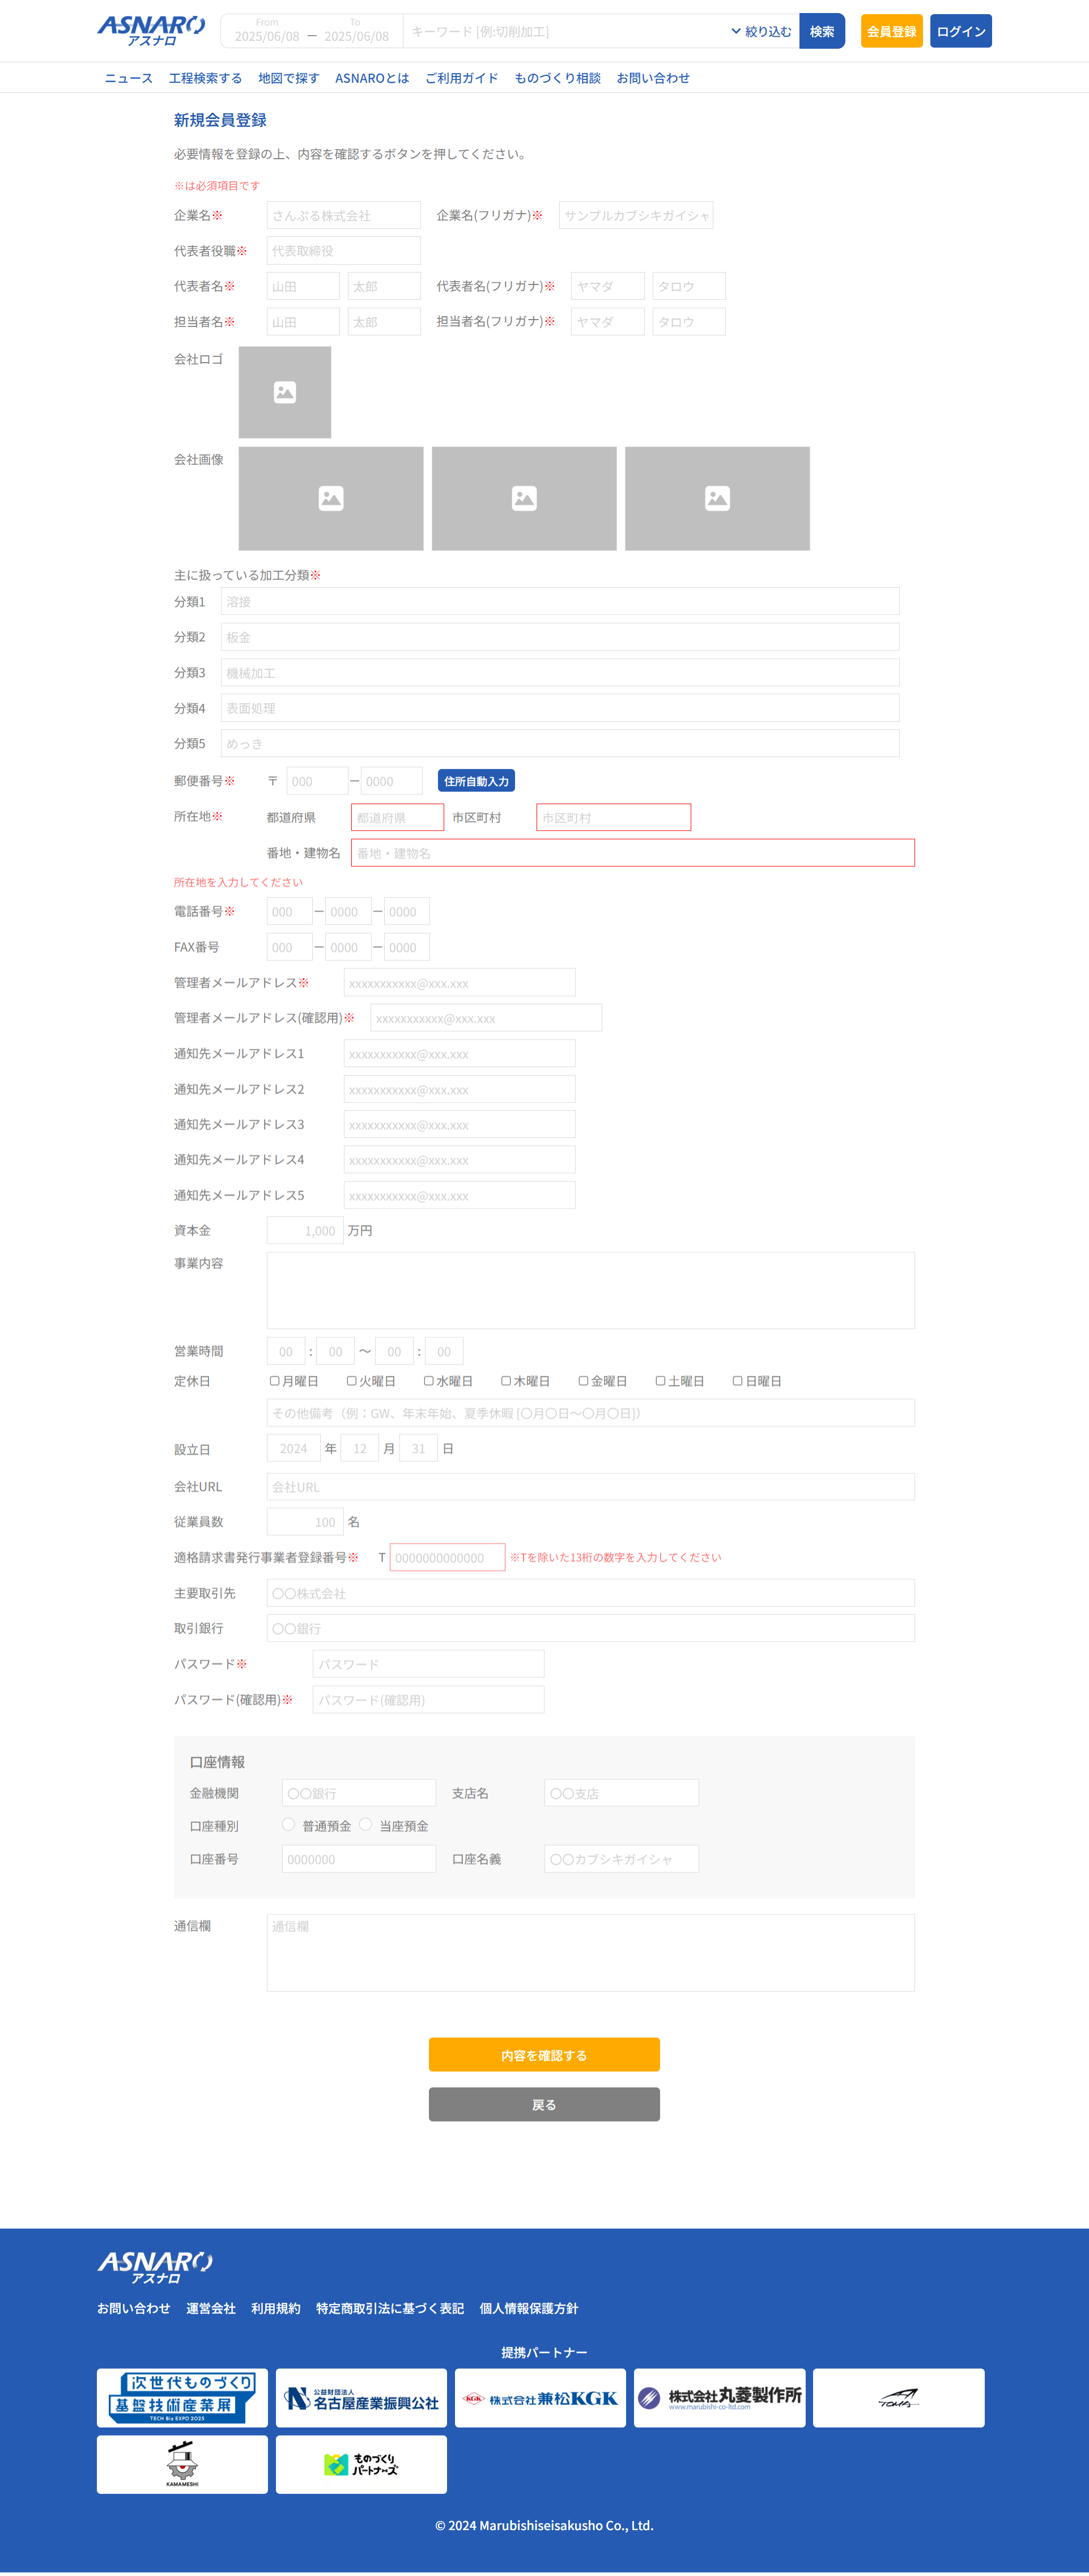 ASNARO
アスナロ
From To
2025/06/08 ー 2025/06/08
キーワード [例:切削加工]
絞り込む
検索
会員登録
ログイン
ニュース 工程検索する 地図で探す ASNAROとは ご利用ガイド ものづくり相談 お問い合わせ
新規会員登録
必要情報を登録の上、内容を確認するボタンを押してください。
※は必須項目です
企業名※ さんぷる株式会社 企業名(フリガナ)※ サンプルカブシキガイシャ
代表者役職※ 代表取締役
代表者名※ 山田 太郎 代表者名(フリガナ)※ ヤマダ タロウ
担当者名※ 山田 太郎 担当者名(フリガナ)※ ヤマダ タロウ
会社ロゴ
会社画像
主に扱っている加工分類※
分類1 溶接
分類2 板金
分類3 機械加工
分類4 表面処理
分類5 めっき
郵便番号※ 〒 000 ー 0000 住所自動入力
所在地※ 都道府県 都道府県 市区町村 市区町村
番地・建物名 番地・建物名
所在地を入力してください
電話番号※ 000 ー 0000 ー 0000
FAX番号 000 ー 0000 ー 0000
管理者メールアドレス※ xxxxxxxxxxx@xxx.xxx
管理者メールアドレス(確認用)※ xxxxxxxxxxx@xxx.xxx
通知先メールアドレス1 xxxxxxxxxxx@xxx.xxx
通知先メールアドレス2 xxxxxxxxxxx@xxx.xxx
通知先メールアドレス3 xxxxxxxxxxx@xxx.xxx
通知先メールアドレス4 xxxxxxxxxxx@xxx.xxx
通知先メールアドレス5 xxxxxxxxxxx@xxx.xxx
資本金 1,000 万円
事業内容
営業時間 00 : 00 〜 00 : 00
定休日 月曜日 火曜日 水曜日 木曜日 金曜日 土曜日 日曜日
その他備考（例：GW、年末年始、夏季休暇 [〇月〇日〜〇月〇日]）
設立日 2024 年 12 月 31 日
会社URL 会社URL
従業員数 100 名
適格請求書発行事業者登録番号※ T 0000000000000 ※Tを除いた13桁の数字を入力してください
主要取引先 〇〇株式会社
取引銀行 〇〇銀行
パスワード※ パスワード
パスワード(確認用)※ パスワード(確認用)
口座情報
金融機関 〇〇銀行 支店名 〇〇支店
口座種別 普通預金 当座預金
口座番号 0000000 口座名義 〇〇カブシキガイシャ
通信欄 通信欄
内容を確認する
戻る
ASNARO
アスナロ
お問い合わせ 運営会社 利用規約 特定商取引法に基づく表記 個人情報保護方針
提携パートナー
次世代ものづくり
基盤技術産業展
TECH Biz EXPO 2025
公益財団法人
名古屋産業振興公社
KGK 株式会社兼松KGK
株式会社丸菱製作所
www.marubishi-co-ltd.com
TOMA
KAMAMESHI
ものづくり
パートナーズ
© 2024 Marubishiseisakusho Co., Ltd.